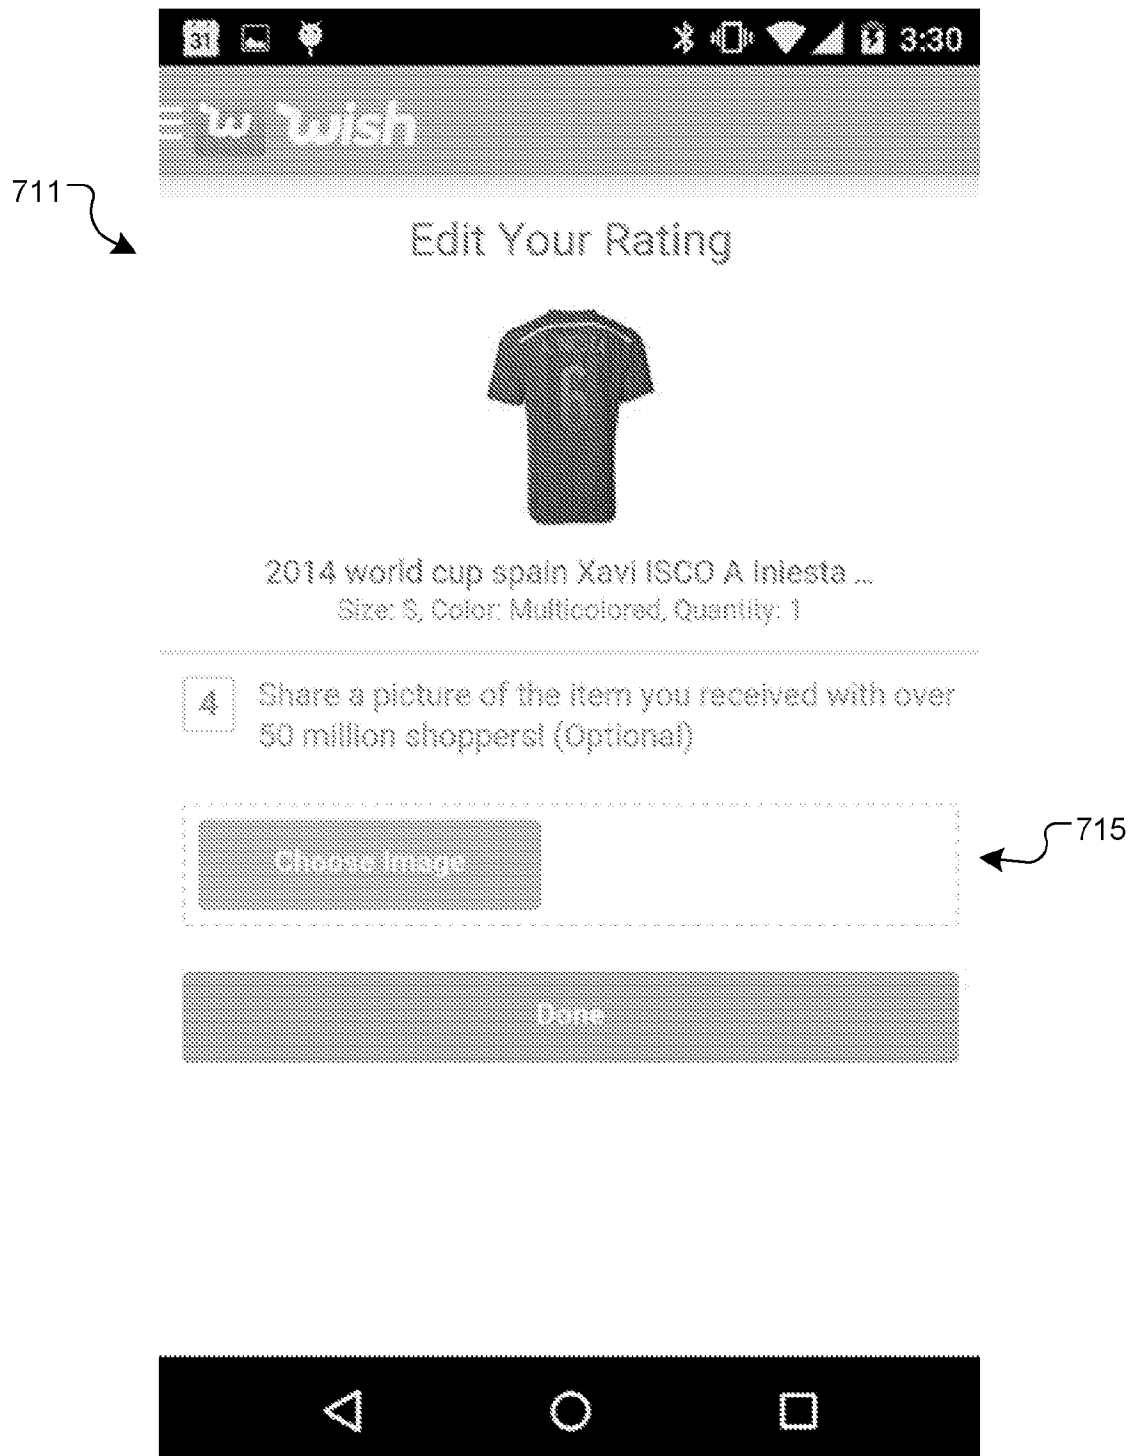 31 3:30
w wish
711
Edit Your Rating
2014 world cup spain Xavi ISCO A Iniesta ...
Size: S, Color: Multicolored, Quantity: 1
4 Share a picture of the item you received with over
50 million shoppers! (Optional)
Choose Image
715
Done